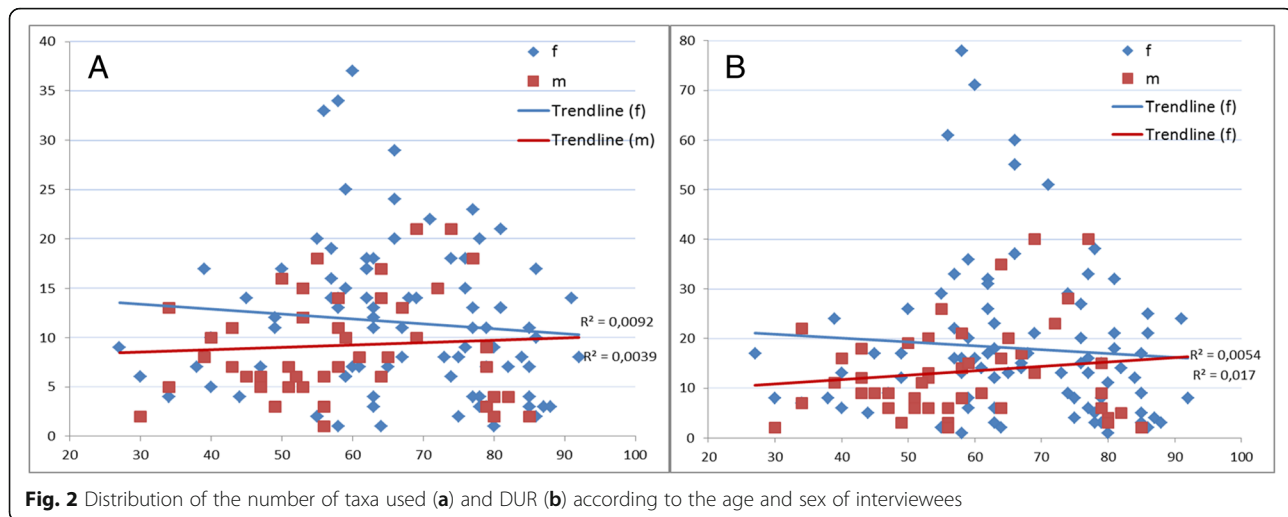 A
f
m
Trendline (f)
Trendline (m)
40
35
30
25
20
15
10
5
0
20 30 40 50 60 70 80 90 100
R² = 0,0092
R² = 0,0039
B
f
m
Trendline (f)
Trendline (f)
80
70
60
50
40
30
20
10
0
20 30 40 50 60 70 80 90 100
R² = 0,0054
R² = 0,017
Fig. 2 Distribution of the number of taxa used (a) and DUR (b) according to the age and sex of interviewees